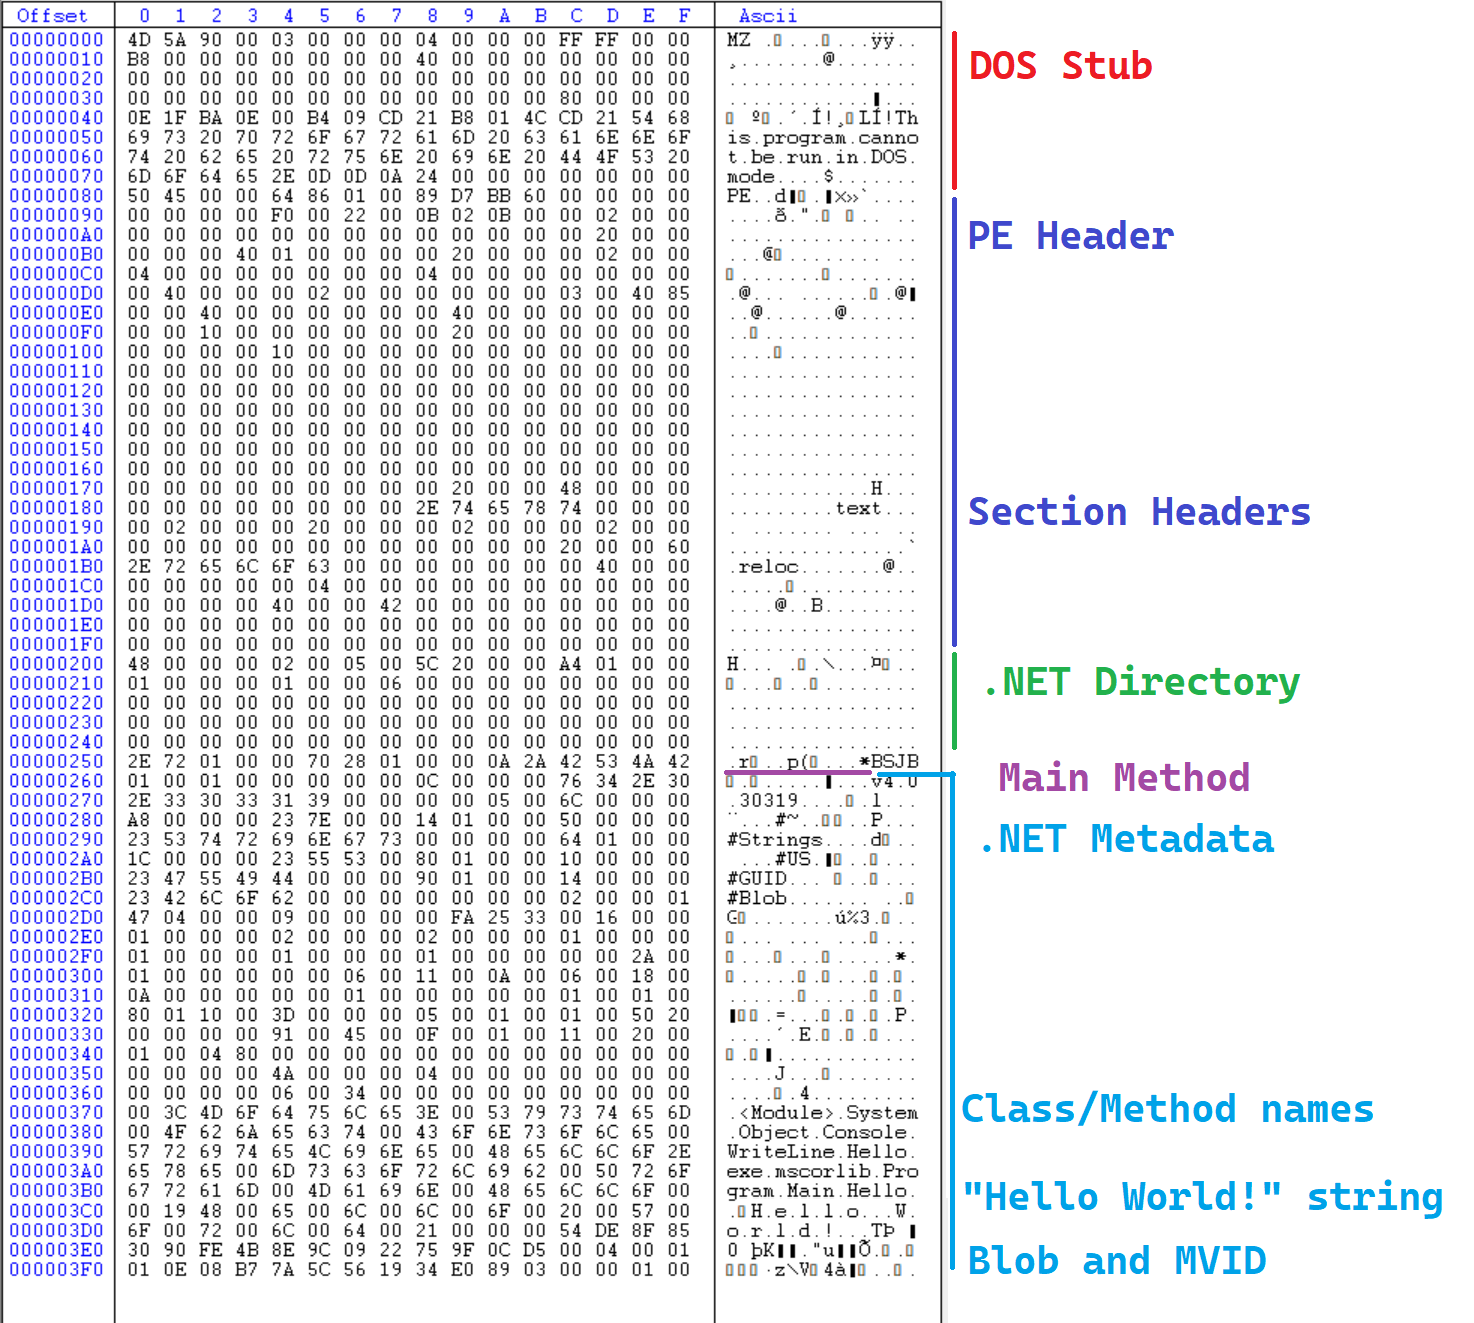 Offset 0 1 2 3 4 5 6 7 8 9 A B C D E F Ascii
00000000 4D 5A 90 00 03 00 00 00 04 00 00 00 FF FF 00 00 MZ.....ÿÿ..
DOS Stub
00000010 B8 00 00 00 00 00 00 00 40 00 00 00 00 00 00 00 ¸.......@.......
00000020 00 00 00 00 00 00 00 00 00 00 00 00 00 00 00 00 ................
00000030 00 00 00 00 00 00 00 00 00 00 00 00 80 00 00 00
00000040 0E 1F BA 0E 00 B4 09 CD 21 B8 01 4C CD 21 54 68 º..´.Í!¸LÍ!Th
00000050 69 73 20 70 72 6F 67 72 61 6D 20 63 61 6E 6E 6F is.program.canno
00000060 74 20 62 65 20 72 75 6E 20 69 6E 20 44 4F 53 20 t.be.run.in.DOS.
00000070 6D 6F 64 65 2E 0D 0D 0A 24 00 00 00 00 00 00 00 mode....$.......
00000080 50 45 00 00 64 86 01 00 89 D7 BB 60 00 00 00 00 PE..d.×»`....
00000090 00 00 00 00 F0 00 22 00 0B 02 0B 00 00 02 00 00 ....ð.".
PE Header
000000A0 00 00 00 00 00 00 00 00 00 00 00 00 00 20 00 00 ................
000000B0 00 00 00 40 01 00 00 00 00 20 00 00 00 02 00 00 ...@
000000C0 04 00 00 00 00 00 00 00 04 00 00 00 00 00 00 00
000000D0 00 40 00 00 00 02 00 00 00 00 00 00 03 00 40 85 .@..........@
000000E0 00 00 40 00 00 00 00 00 00 40 00 00 00 00 00 00 ..@......@......
000000F0 00 00 10 00 00 00 00 00 00 20 00 00 00 00 00 00
00000100 00 00 00 00 10 00 00 00 00 00 00 00 00 00 00 00
00000110 00 00 00 00 00 00 00 00 00 00 00 00 00 00 00 00 ................
00000120 00 00 00 00 00 00 00 00 00 00 00 00 00 00 00 00 ................
00000130 00 00 00 00 00 00 00 00 00 00 00 00 00 00 00 00 ................
00000140 00 00 00 00 00 00 00 00 00 00 00 00 00 00 00 00 ................
00000150 00 00 00 00 00 00 00 00 00 00 00 00 00 00 00 00 ................
00000160 00 00 00 00 00 00 00 00 00 00 00 00 00 00 00 00 ................
00000170 00 00 00 00 00 00 00 00 00 20 00 00 48 00 00 00 ............H...
00000180 00 00 00 00 00 00 00 00 2E 74 65 78 74 00 00 00 .........text...
Section Headers
00000190 00 02 00 00 00 20 00 00 00 02 00 00 00 02 00 00 ................
000001A0 00 00 00 00 00 00 00 00 00 00 00 00 20 00 00 60 ...............`
000001B0 2E 72 65 6C 6F 63 00 00 00 00 00 00 00 40 00 00 .reloc.......@..
000001C0 00 00 00 00 00 04 00 00 00 00 00 00 00 00 00 00
000001D0 00 00 00 00 40 00 00 42 00 00 00 00 00 00 00 00 ....@..B........
000001E0 00 00 00 00 00 00 00 00 00 00 00 00 00 00 00 00 ................
000001F0 00 00 00 00 00 00 00 00 00 00 00 00 00 00 00 00 ................
00000200 48 00 00 00 02 00 05 00 5C 20 00 00 A4 01 00 00 H....\...¤..
00000210 01 00 00 00 01 00 00 06 00 00 00 00 00 00 00 00
.NET Directory
00000220 00 00 00 00 00 00 00 00 00 00 00 00 00 00 00 00 ................
00000230 00 00 00 00 00 00 00 00 00 00 00 00 00 00 00 00 ................
00000240 00 00 00 00 00 00 00 00 00 00 00 00 00 00 00 00 ................
00000250 2E 72 01 00 00 70 28 01 00 00 0A 2A 42 53 4A 42 .r..p(...*BSJB
Main Method
00000260 01 00 01 00 00 00 00 00 0C 00 00 00 76 34 2E 30 v4.0
00000270 2E 33 30 33 31 39 00 00 00 00 05 00 6C 00 00 00 .30319.....l...
00000280 A8 00 00 00 23 7E 00 00 14 01 00 00 50 00 00 00 ¨...#~....P...
00000290 23 53 74 72 69 6E 67 73 00 00 00 00 64 01 00 00 #Strings....d..
.NET Metadata
000002A0 1C 00 00 00 23 55 53 00 80 01 00 00 10 00 00 00 ....#US.
000002B0 23 47 55 49 44 00 00 00 90 01 00 00 14 00 00 00 #GUID...
000002C0 23 42 6C 6F 62 00 00 00 00 00 00 00 02 00 00 01 #Blob.........
000002D0 47 04 00 00 09 00 00 00 00 FA 25 33 00 16 00 00 G.......ú%3...
000002E0 01 00 00 00 02 00 00 00 02 00 00 00 01 00 00 00
000002F0 01 00 00 00 01 00 00 00 01 00 00 00 00 00 2A 00 *.
00000300 01 00 00 00 00 00 06 00 11 00 0A 00 06 00 18 00
00000310 0A 00 00 00 00 00 01 00 00 00 00 00 01 00 01 00
00000320 80 01 10 00 3D 00 00 00 05 00 01 00 01 00 50 20 .=......P.
00000330 00 00 00 00 91 00 45 00 0F 00 01 00 11 00 20 00 ....´.E.
00000340 01 00 04 80 00 00 00 00 00 00 00 00 00 00 00 00
00000350 00 00 00 00 4A 00 00 00 04 00 00 00 00 00 00 00 ....J...
00000360 00 00 00 00 06 00 34 00 00 00 00 00 00 00 00 00 ....4.........
00000370 00 3C 4D 6F 64 75 6C 65 3E 00 53 79 73 74 65 6D .<Module>.System
Class/Method names
00000380 00 4F 62 6A 65 63 74 00 43 6F 6E 73 6F 6C 65 00 .Object.Console.
00000390 57 72 69 74 65 4C 69 6E 65 00 48 65 6C 6C 6F 2E WriteLine.Hello.
000003A0 65 78 65 00 6D 73 63 6F 72 6C 69 62 00 50 72 6F exe.mscorlib.Pro
000003B0 67 72 61 6D 00 4D 61 69 6E 00 48 65 6C 6C 6F 00 gram.Main.Hello.
"Hello World!" string
000003C0 00 19 48 00 65 00 6C 00 6C 00 6F 00 20 00 57 00 .H.e.l.l.o...W.
000003D0 6F 00 72 00 6C 00 64 00 21 00 00 00 54 DE 8F 85 o.r.l.d.!...TÞ
000003E0 30 90 FE 4B 8E 9C 09 22 75 9F 0C D5 00 04 00 01 0 þK."uÕ..
Blob and MVID
000003F0 01 0E 08 B7 7A 5C 56 19 34 E0 89 03 00 00 01 00 ·z\V4à..